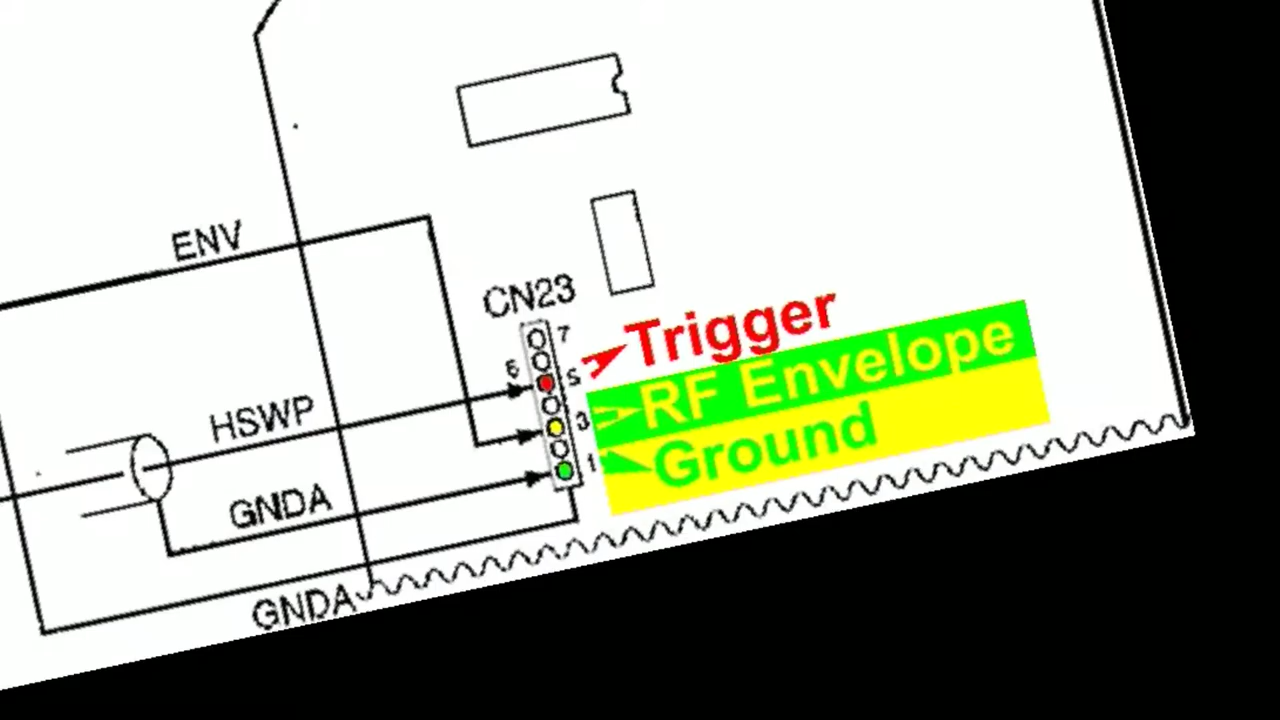 ENV
CN23
7
6
5
Trigger
RF Envelope
HSWP
3
Ground
1
GNDA
GNDA